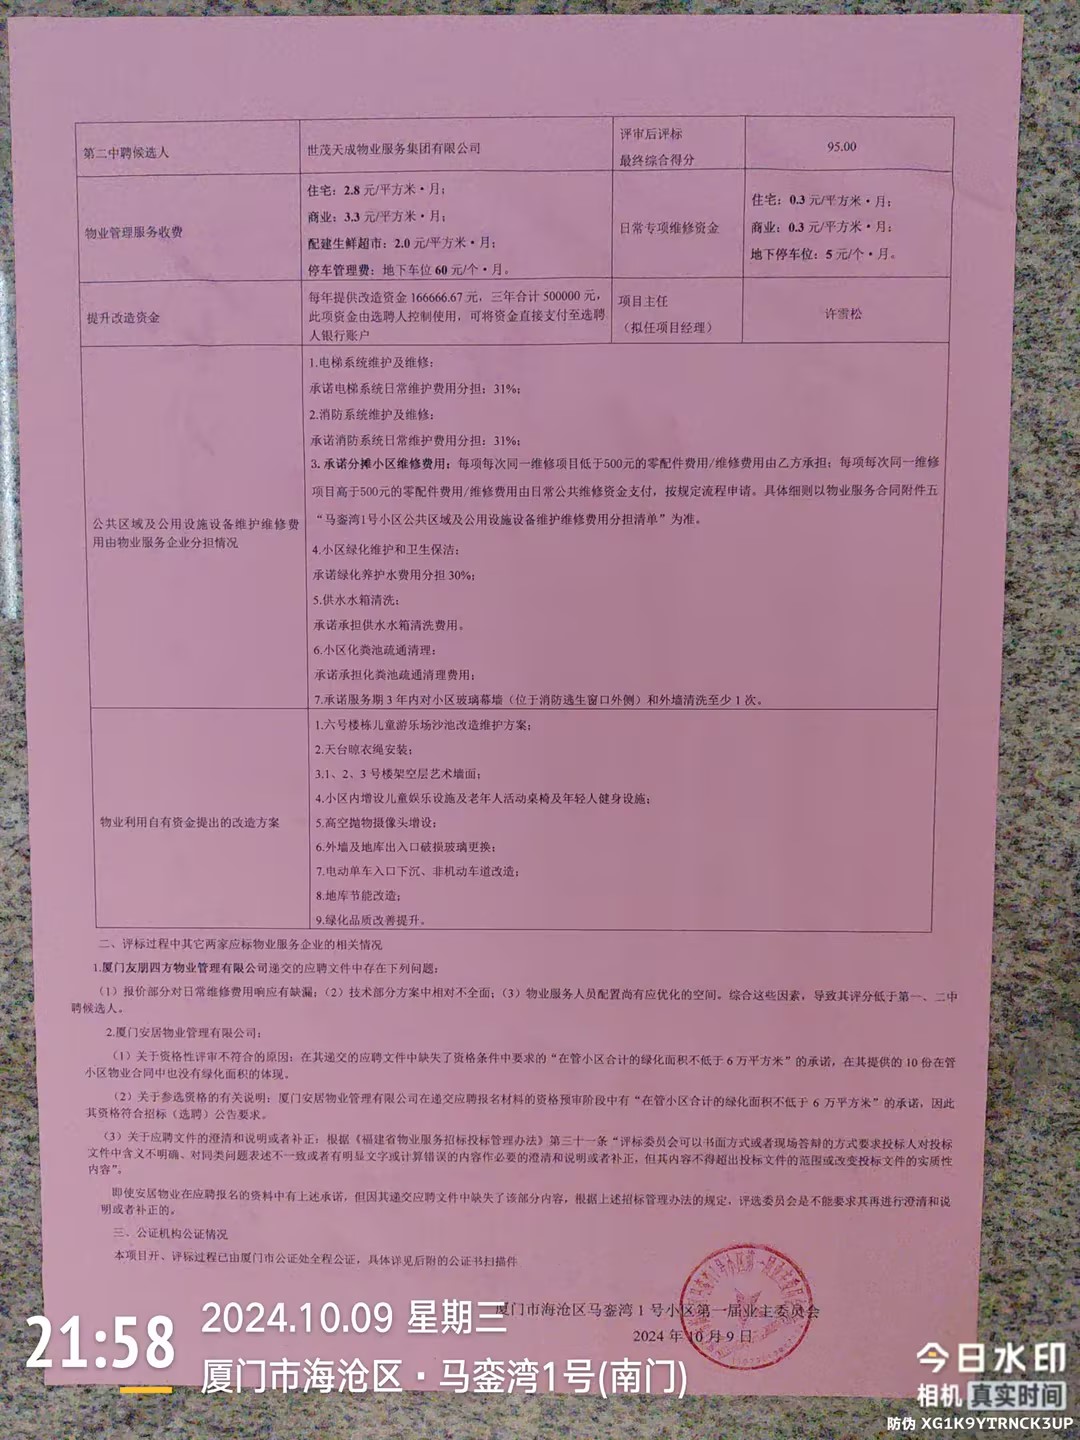 第二中聘候选人
世茂天成物业服务集团有限公司
评审后评标
最终综合得分
95.00
物业管理服务收费
住宅：2.8 元/平方米·月；
商业：3.3 元/平方米·月；
配建生鲜超市：2.0 元/平方米·月；
停车管理费：地下车位 60 元/个·月。
日常专项维修资金
住宅：0.3 元/平方米·月；
商业：0.3 元/平方米·月；
地下停车位：5 元/个·月。
提升改造资金
每年提供改造资金 166666.67 元，三年合计 500000 元，
此项资金由选聘人控制使用，可将资金直接支付至选聘
人银行账户
项目主任
（拟任项目经理）
许雪松
公共区域及公用设施设备维护维修费
用由物业服务企业分担情况
1.电梯系统维护及维修：
承诺电梯系统日常维护费用分担：31%；
2.消防系统维护及维修：
承诺消防系统日常维护费用分担：31%；
3. 承诺分摊小区维修费用：每项每次同一维修项目低于500元的零配件费用/维修费用由乙方承担；每项每次同一维修
项目高于500元的零配件费用/维修费用由日常公共维修资金支付，按规定流程申请。具体细则以物业服务合同附件五
“马銮湾1号小区公共区域及公用设施设备维护维修费用分担清单”为准。
4.小区绿化维护和卫生保洁：
承诺绿化养护水费用分担 30%；
5.供水水箱清洗：
承诺承担供水水箱清洗费用。
6.小区化粪池疏通清理：
承诺承担化粪池疏通清理费用；
7.承诺服务期 3 年内对小区玻璃幕墙（位于消防逃生窗口外侧）和外墙清洗至少 1 次。
物业利用自有资金提出的改造方案
1.六号楼栋儿童游乐场沙池改造维护方案；
2.天台晾衣绳安装；
3.1、2、3 号楼架空层艺术墙面；
4.小区内增设儿童娱乐设施及老年人活动桌椅及年轻人健身设施；
5.高空抛物摄像头增设；
6.外墙及地库出入口破损玻璃更换；
7.电动单车入口下沉、非机动车道改造；
8.地库节能改造；
9.绿化品质改善提升。
二、评标过程中其它两家应标物业服务企业的相关情况
1.厦门友朋四方物业管理有限公司递交的应聘文件中存在下列问题：
（1）报价部分对日常维修费用响应有缺漏；（2）技术部分方案中相对不全面；（3）物业服务人员配置尚有应优化的空间。综合这些因素，导致其评分低于第一、二中
聘候选人。
2.厦门安居物业管理有限公司：
（1）关于资格性评审不符合的原因：在其递交的应聘文件中缺失了资格条件中要求的“在管小区合计的绿化面积不低于 6 万平方米”的承诺，在其提供的 10 份在管
小区物业合同中也没有绿化面积的体现。
（2）关于参选资格的有关说明：厦门安居物业管理有限公司在递交应聘报名材料的资格预审阶段中有“在管小区合计的绿化面积不低于 6 万平方米”的承诺，因此
其资格符合招标（选聘）公告要求。
（3）关于应聘文件的澄清和说明或者补正：根据《福建省物业服务招标投标管理办法》第三十一条“评标委员会可以书面方式或者现场答辩的方式要求投标人对投标
文件中含义不明确、对同类问题表述不一致或者有明显文字或计算错误的内容作必要的澄清和说明或者补正，但其内容不得超出投标文件的范围或改变投标文件的实质性
内容”。
即使安居物业在应聘报名的资料中有上述承诺，但因其递交应聘文件中缺失了该部分内容，根据上述招标管理办法的规定，评选委员会是不能要求其再进行澄清和说
明或者补正的。
三、公证机构公证情况
本项目开、评标过程已由厦门市公证处全程公证，具体详见后附的公证书扫描件
厦门市海沧区马銮湾 1 号小区第一届业主委员会
2024 年 10 月 9 日
21:58
2024.10.09 星期三
厦门市海沧区·马銮湾1号(南门)
今日水印
相机 真实时间
防伪 XG1K9YTRNCK3UP